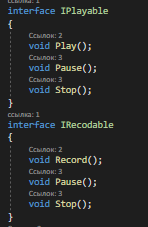 ссылка: 1
interface IPlayable
{
Ссылок: 2
void Play();
Ссылок: 3
void Pause();
Ссылок: 3
void Stop();
}
ссылка: 1
interface IRecodable
{
Ссылок: 2
void Record();
Ссылок: 3
void Pause();
Ссылок: 3
void Stop();
}